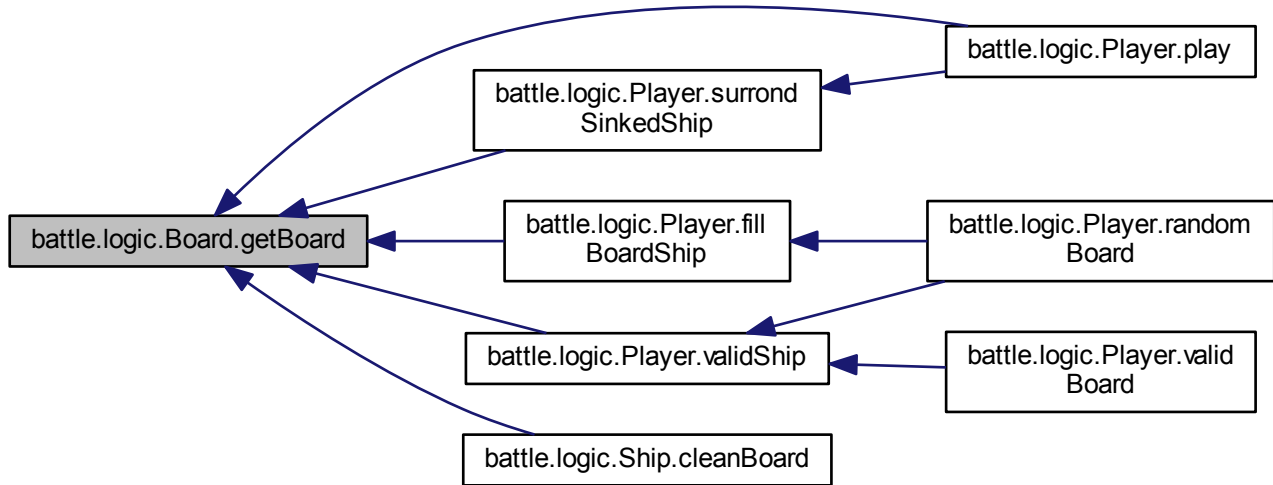 battle.logic.Player.play
battle.logic.Player.surrond
SinkedShip
battle.logic.Board.getBoard
battle.logic.Player.fill
BoardShip
battle.logic.Player.random
Board
battle.logic.Player.validShip
battle.logic.Player.valid
Board
battle.logic.Ship.cleanBoard